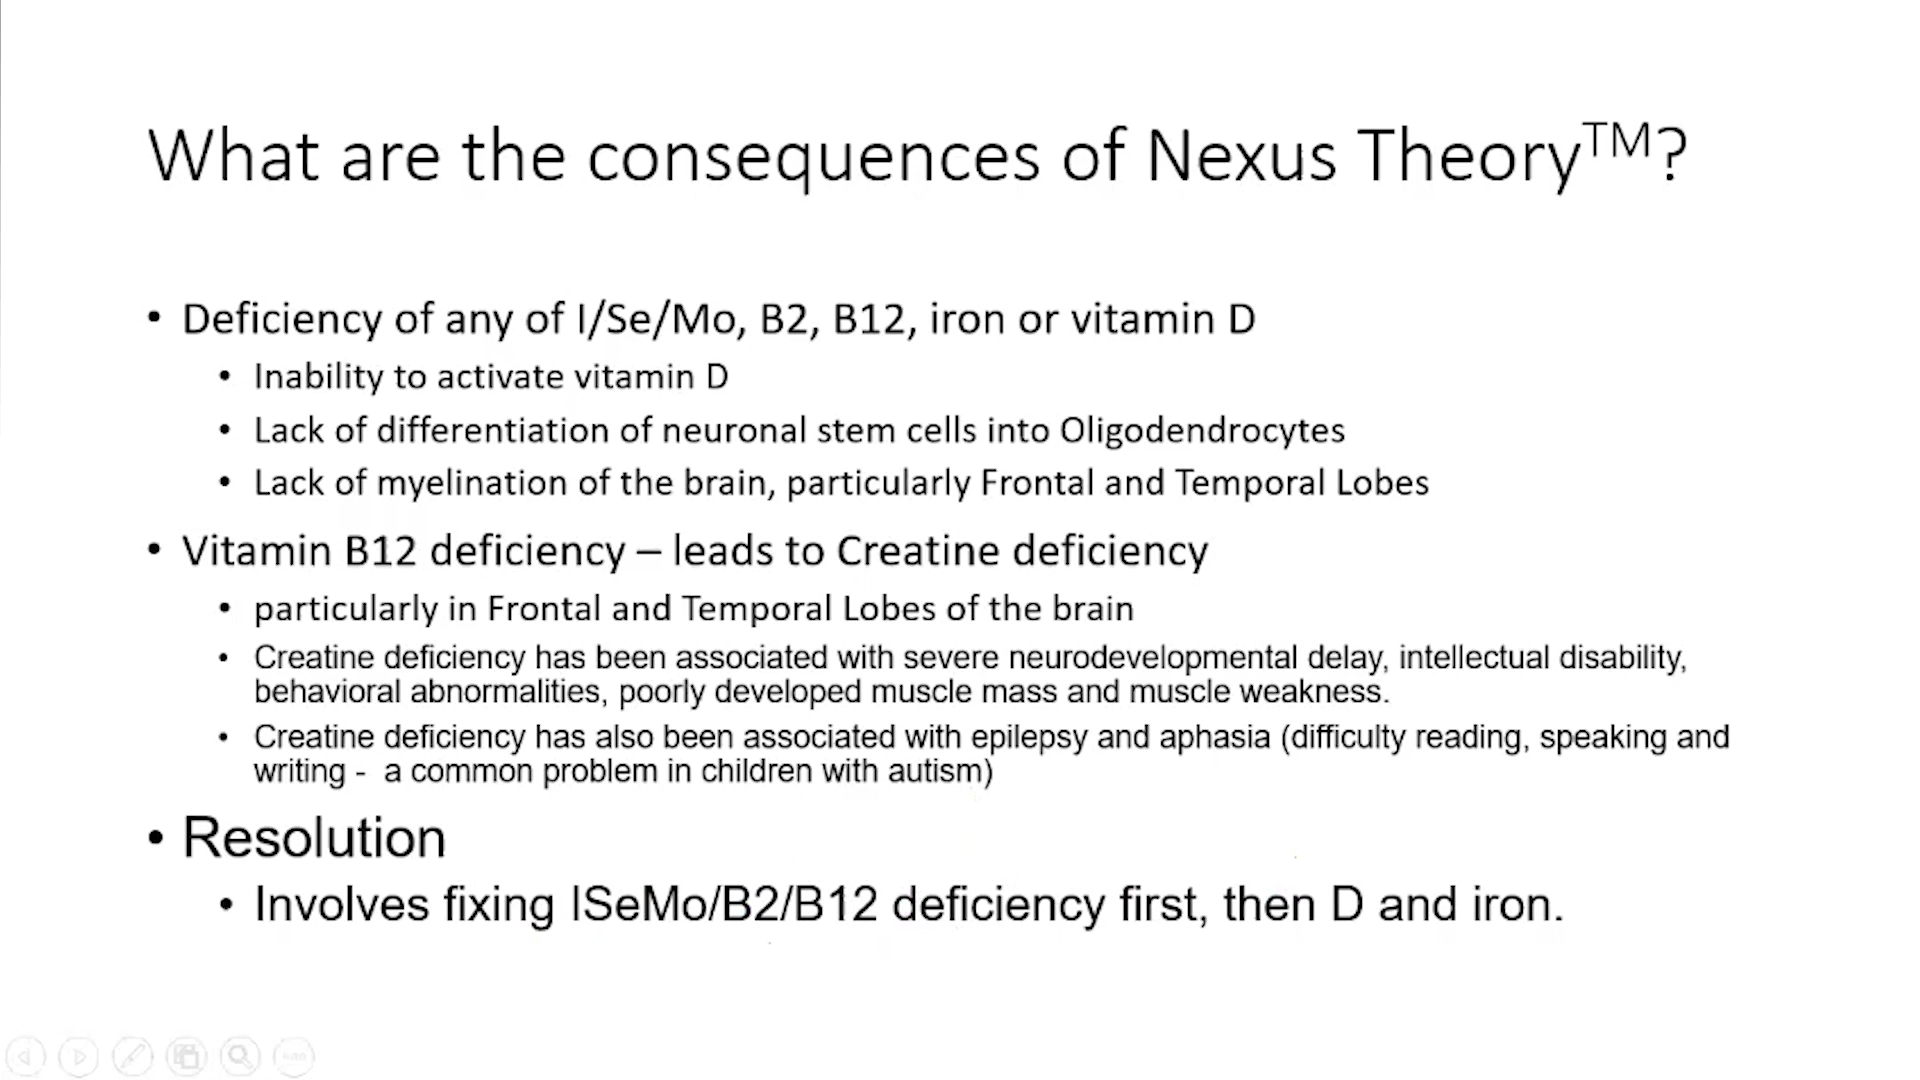 What are the consequences of Nexus Theory™?
• Deficiency of any of I/Se/Mo, B2, B12, iron or vitamin D
• Inability to activate vitamin D
• Lack of differentiation of neuronal stem cells into Oligodendrocytes
• Lack of myelination of the brain, particularly Frontal and Temporal Lobes
• Vitamin B12 deficiency – leads to Creatine deficiency
• particularly in Frontal and Temporal Lobes of the brain
• Creatine deficiency has been associated with severe neurodevelopmental delay, intellectual disability,
behavioral abnormalities, poorly developed muscle mass and muscle weakness.
• Creatine deficiency has also been associated with epilepsy and aphasia (difficulty reading, speaking and
writing - a common problem in children with autism)
• Resolution
• Involves fixing ISeMo/B2/B12 deficiency first, then D and iron.